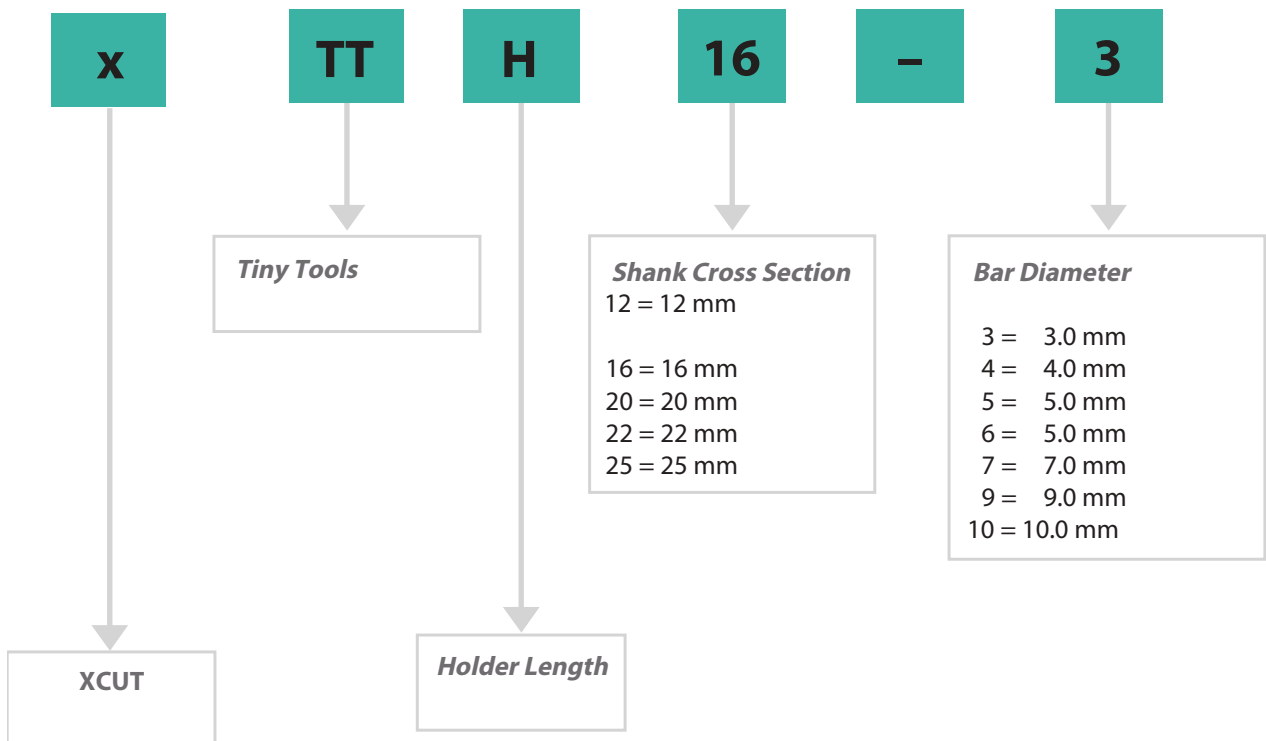 x TT H 16 – 3
Tiny Tools
Shank Cross Section
12 = 12 mm
16 = 16 mm
20 = 20 mm
22 = 22 mm
25 = 25 mm
Bar Diameter
3 = 3.0 mm
4 = 4.0 mm
5 = 5.0 mm
6 = 5.0 mm
7 = 7.0 mm
9 = 9.0 mm
10 = 10.0 mm
XCUT
Holder Length